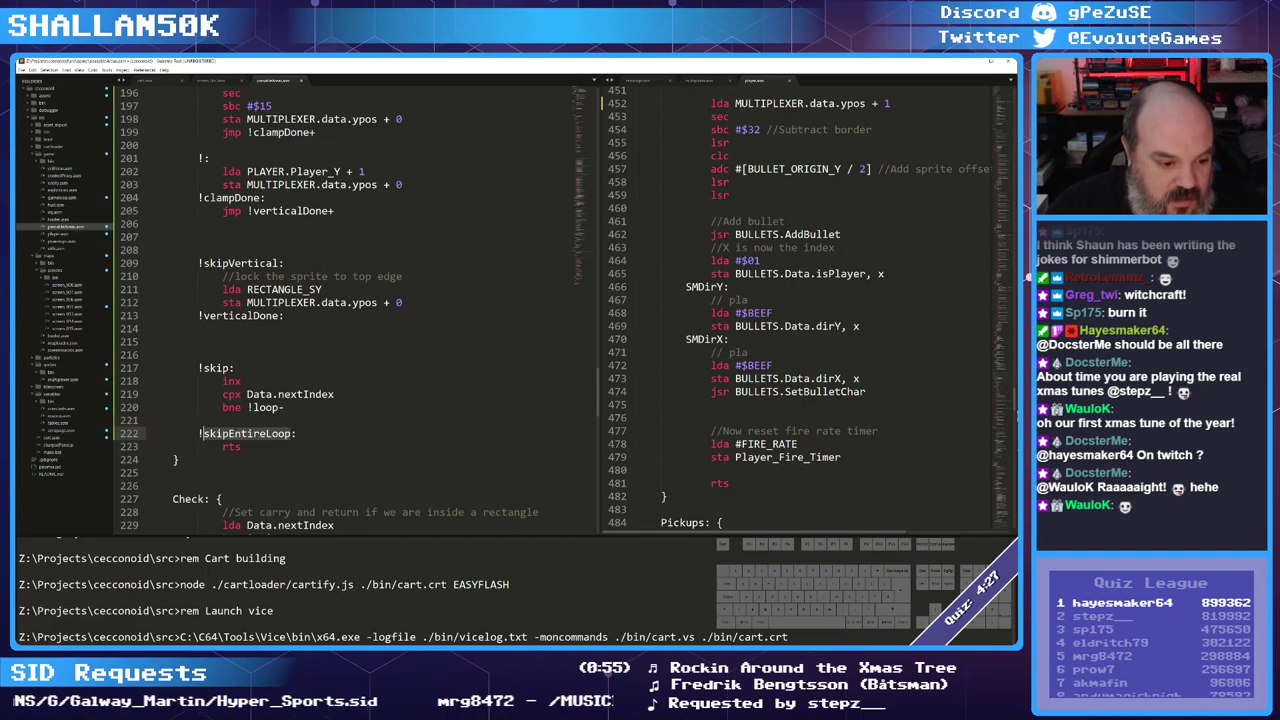 SHALLAN50K
Discord gPeZuSE
Twitter @EvoluteGames
196 sec
197 sbc #$15
198 sta MULTIPLEXER.data.ypos + 0
199 jmp !clampDone+
200
201 !:
202 lda PLAYER.Player_Y + 1
203 sta MULTIPLEXER.data.ypos + 0
204 !clampDone:
205 jmp !verticalDone+
206
207
208
209 !skipVertical:
210 //lock the sprite to top edge
211 lda RECTANGLE_SY
212 sta MULTIPLEXER.data.ypos + 0
213 !verticalDone:
214
215
216
217 !skip:
218 inx
219 cpx Data.nextIndex
220 bne !loop-
221
222 !skipEntireLoop:
223 rts
224 }
225
226
227 Check: {
228 //Set carry and return if we are inside a rectangle
229 lda Data.nextIndex
451
452 lda MULTIPLEXER.data.ypos + 1
453 sec
454 sbc #$32 //Subtract border
455 lsr
456 clc
457 adc #[BULLET_ORIGIN_Y / 2] //Add sprite offset
458 lsr
459 lsr
460
461 //Add bullet
462 jsr BULLETS.AddBullet
463 //X is now the index
464 lda #$01
465 sta BULLETS.Data.isPlayer, x
466 SMDirY:
467 // pla
468 lda #$BEEF
469 sta BULLETS.Data.dirY, x
470 SMDirX:
471 // pla
472 lda #$BEEF
473 sta BULLETS.Data.dirX, x
474 jsr BULLETS.SetBulletChar
475
476
477 //Now reset fire rate timer
478 lda #FIRE_RATE
479 sta Player_Fire_Timer
480
481 rts
482 }
483
484 Pickups: {
Z:\Projects\cecconoid\src>rem Cart building
Z:\Projects\cecconoid\src>node ./cartloader/cartify.js ./bin/cart.crt EASYFLASH
Z:\Projects\cecconoid\src>rem Launch vice
Z:\Projects\cecconoid\src>C:\C64\Tools\Vice\bin\x64.exe -logfile ./bin/vicelog.txt -moncommands ./bin/cart.vs ./bin/cart.crt
Quiz: 4:27
Sp175:
I think Shaun has been writing the jokes for shimmerbot
RetroLemunz_:
Greg_twi: witchcraft!
Sp175: burn it
Hayesmaker64:
@DocsterMe should be all there
DocsterMe:
About time you are playing the real xmas tunes @stepz__!
WauloK:
oh our first xmas tune of the year!
DocsterMe:
@hayesmaker64 On twitch ?
DocsterMe:
@WauloK Raaaaaight! hehe
WauloK:
Quiz League
1 hayesmaker64 899362
2 stepz__ 819992
3 sp175 475650
4 eldritch79 302122
5 mrg8472 298884
6 prow7 256697
7 akmafin 96806
SID Requests
(0:55) ♫ Rockin Around the Xmas Tree
♫ Fredrik Bengtsson (Båtsman)
♪ Requested by stepz__
NS/G/Galway_Martin/Hyper_Sports.sid mrg8472 - /MUSIC